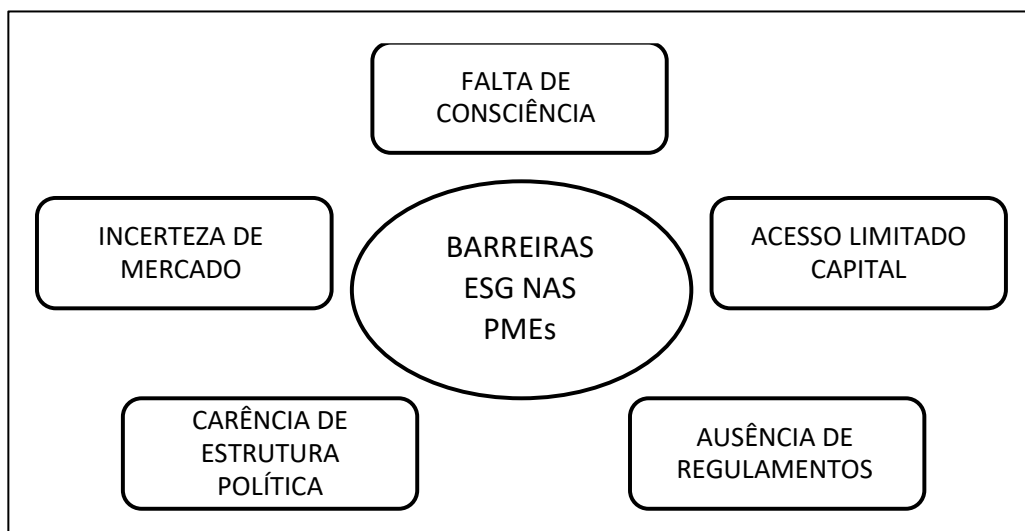 FALTA DE
CONSCIÊNCIA
INCERTEZA DE
MERCADO
BARREIRAS
ESG NAS
PMEs
ACESSO LIMITADO
CAPITAL
CARÊNCIA DE
ESTRUTURA
POLÍTICA
AUSÊNCIA DE
REGULAMENTOS